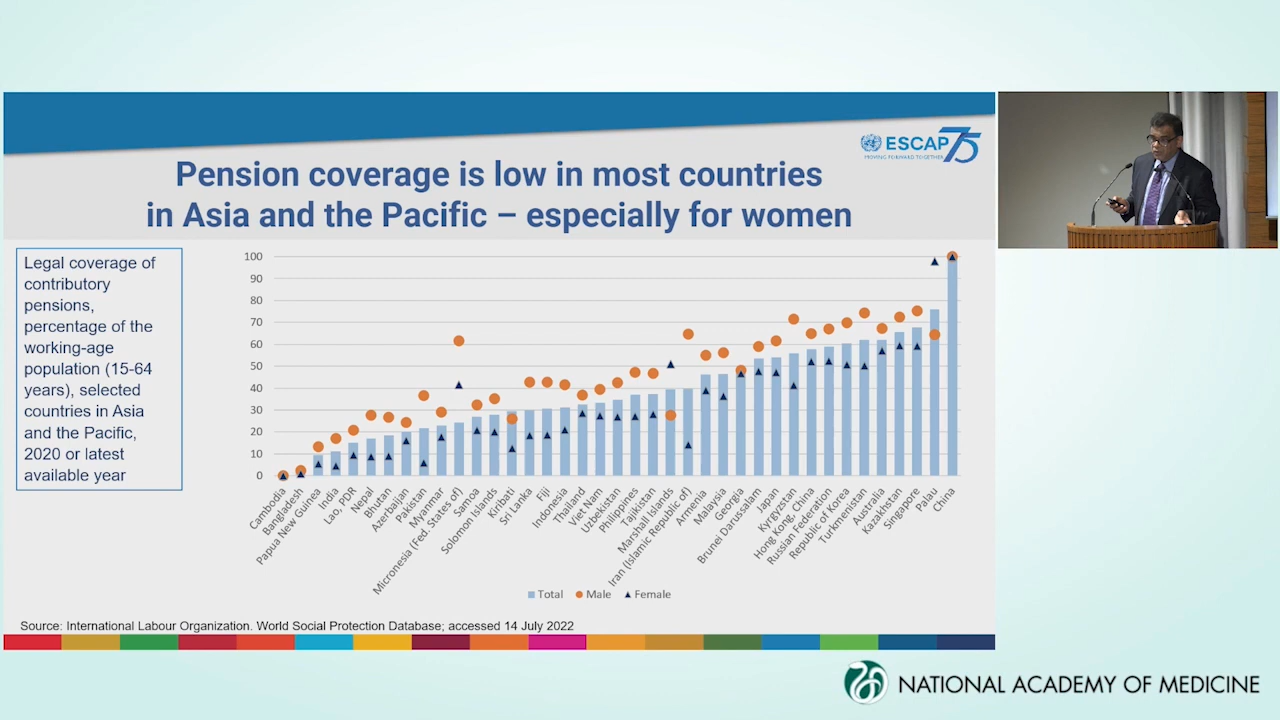 ESCAP 75
MOVING FORWARD TOGETHER
Pension coverage is low in most countries
in Asia and the Pacific – especially for women
Legal coverage of
contributory
pensions,
percentage of the
working-age
population (15-64
years), selected
countries in Asia
and the Pacific,
2020 or latest
available year
100
90
80
70
60
50
40
30
20
10
0
Cambodia
Bangladesh
Papua New Guinea
India
Lao, PDR
Nepal
Bhutan
Azerbaijan
Pakistan
Myanmar
Micronesia (Fed. States of)
Samoa
Solomon Islands
Kiribati
Sri Lanka
Fiji
Indonesia
Thailand
Viet Nam
Uzbekistan
Philippines
Tajikstan
Marshall Islands
Iran (Islamic Republic of)
Armenia
Malaysia
Georgia
Brunei Darussalam
Japan
Kyrgyzstan
Hong Kong, China
Russian Federation
Republic of Korea
Turkmenistan
Australia
Kazakhstan
Singapore
Palau
China
Total Male Female
Source: International Labour Organization. World Social Protection Database; accessed 14 July 2022
NATIONAL ACADEMY OF MEDICINE